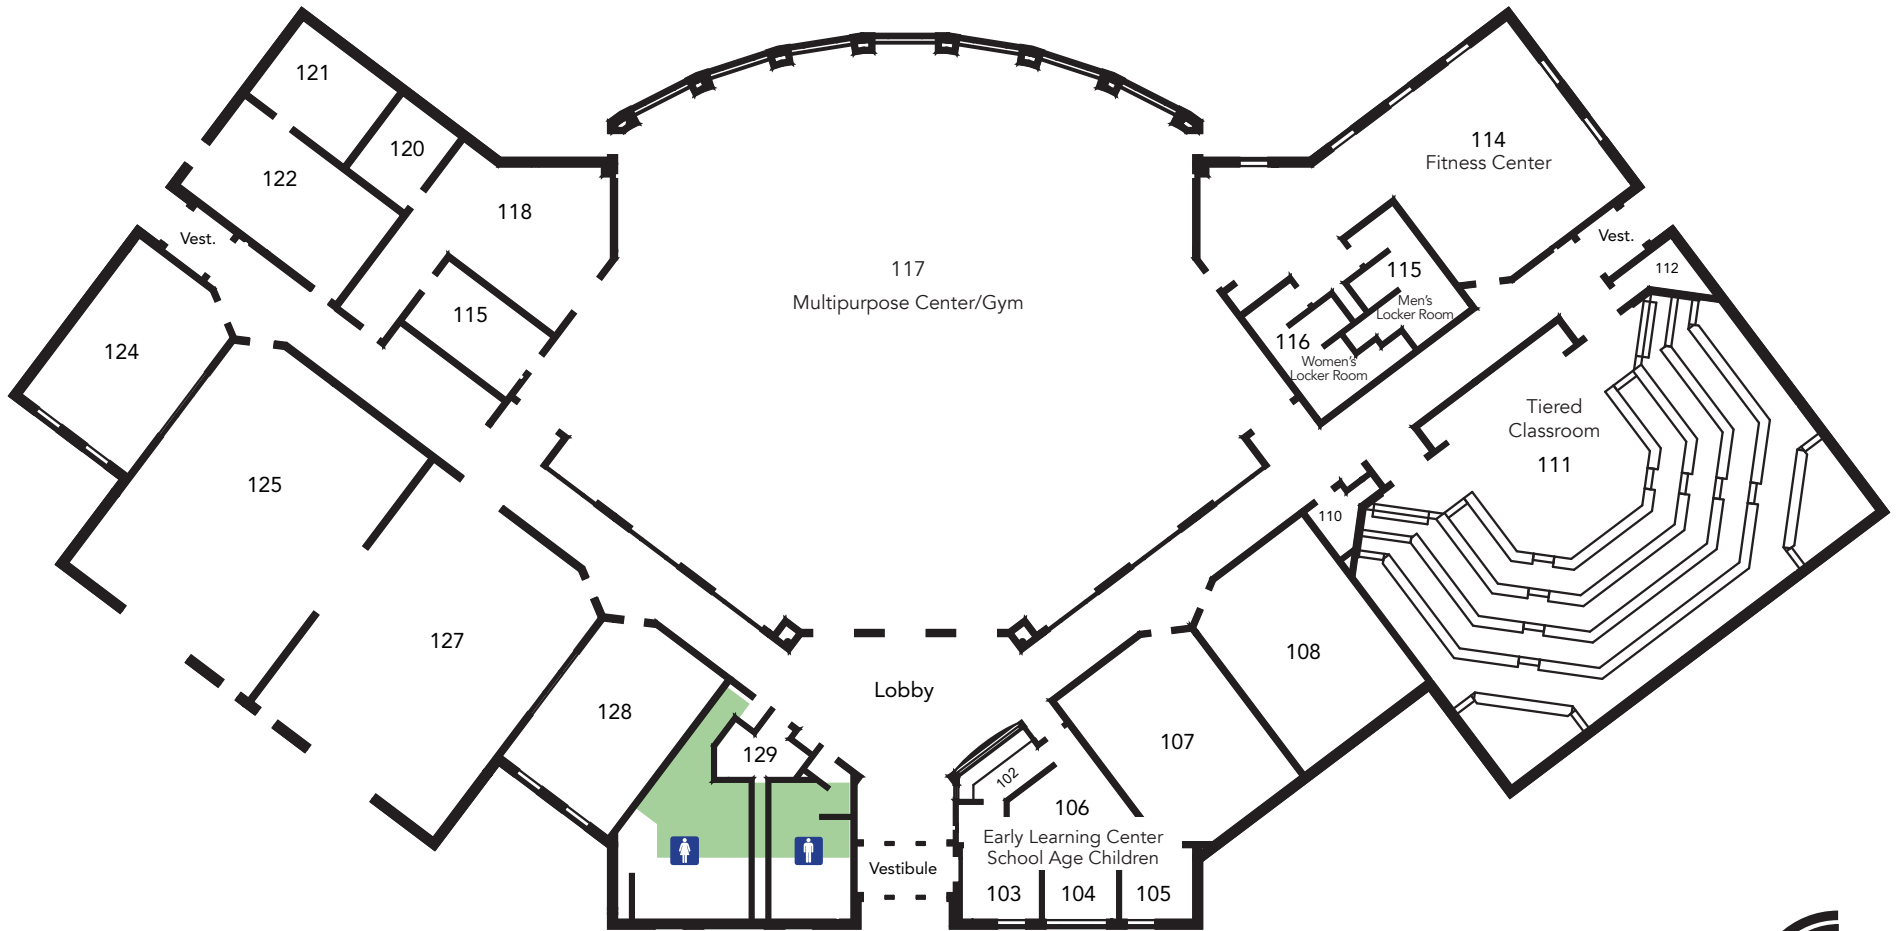 121
120
122
118
Vest.
124
115
125
127
128
129
117
Multipurpose Center/Gym
Lobby
Vestibule
114
Fitness Center
Vest.
112
115
Men's
Locker Room
116
Women's
Locker Room
Tiered
Classroom
111
110
108
107
102
106
Early Learning Center
School Age Children
103
104
105